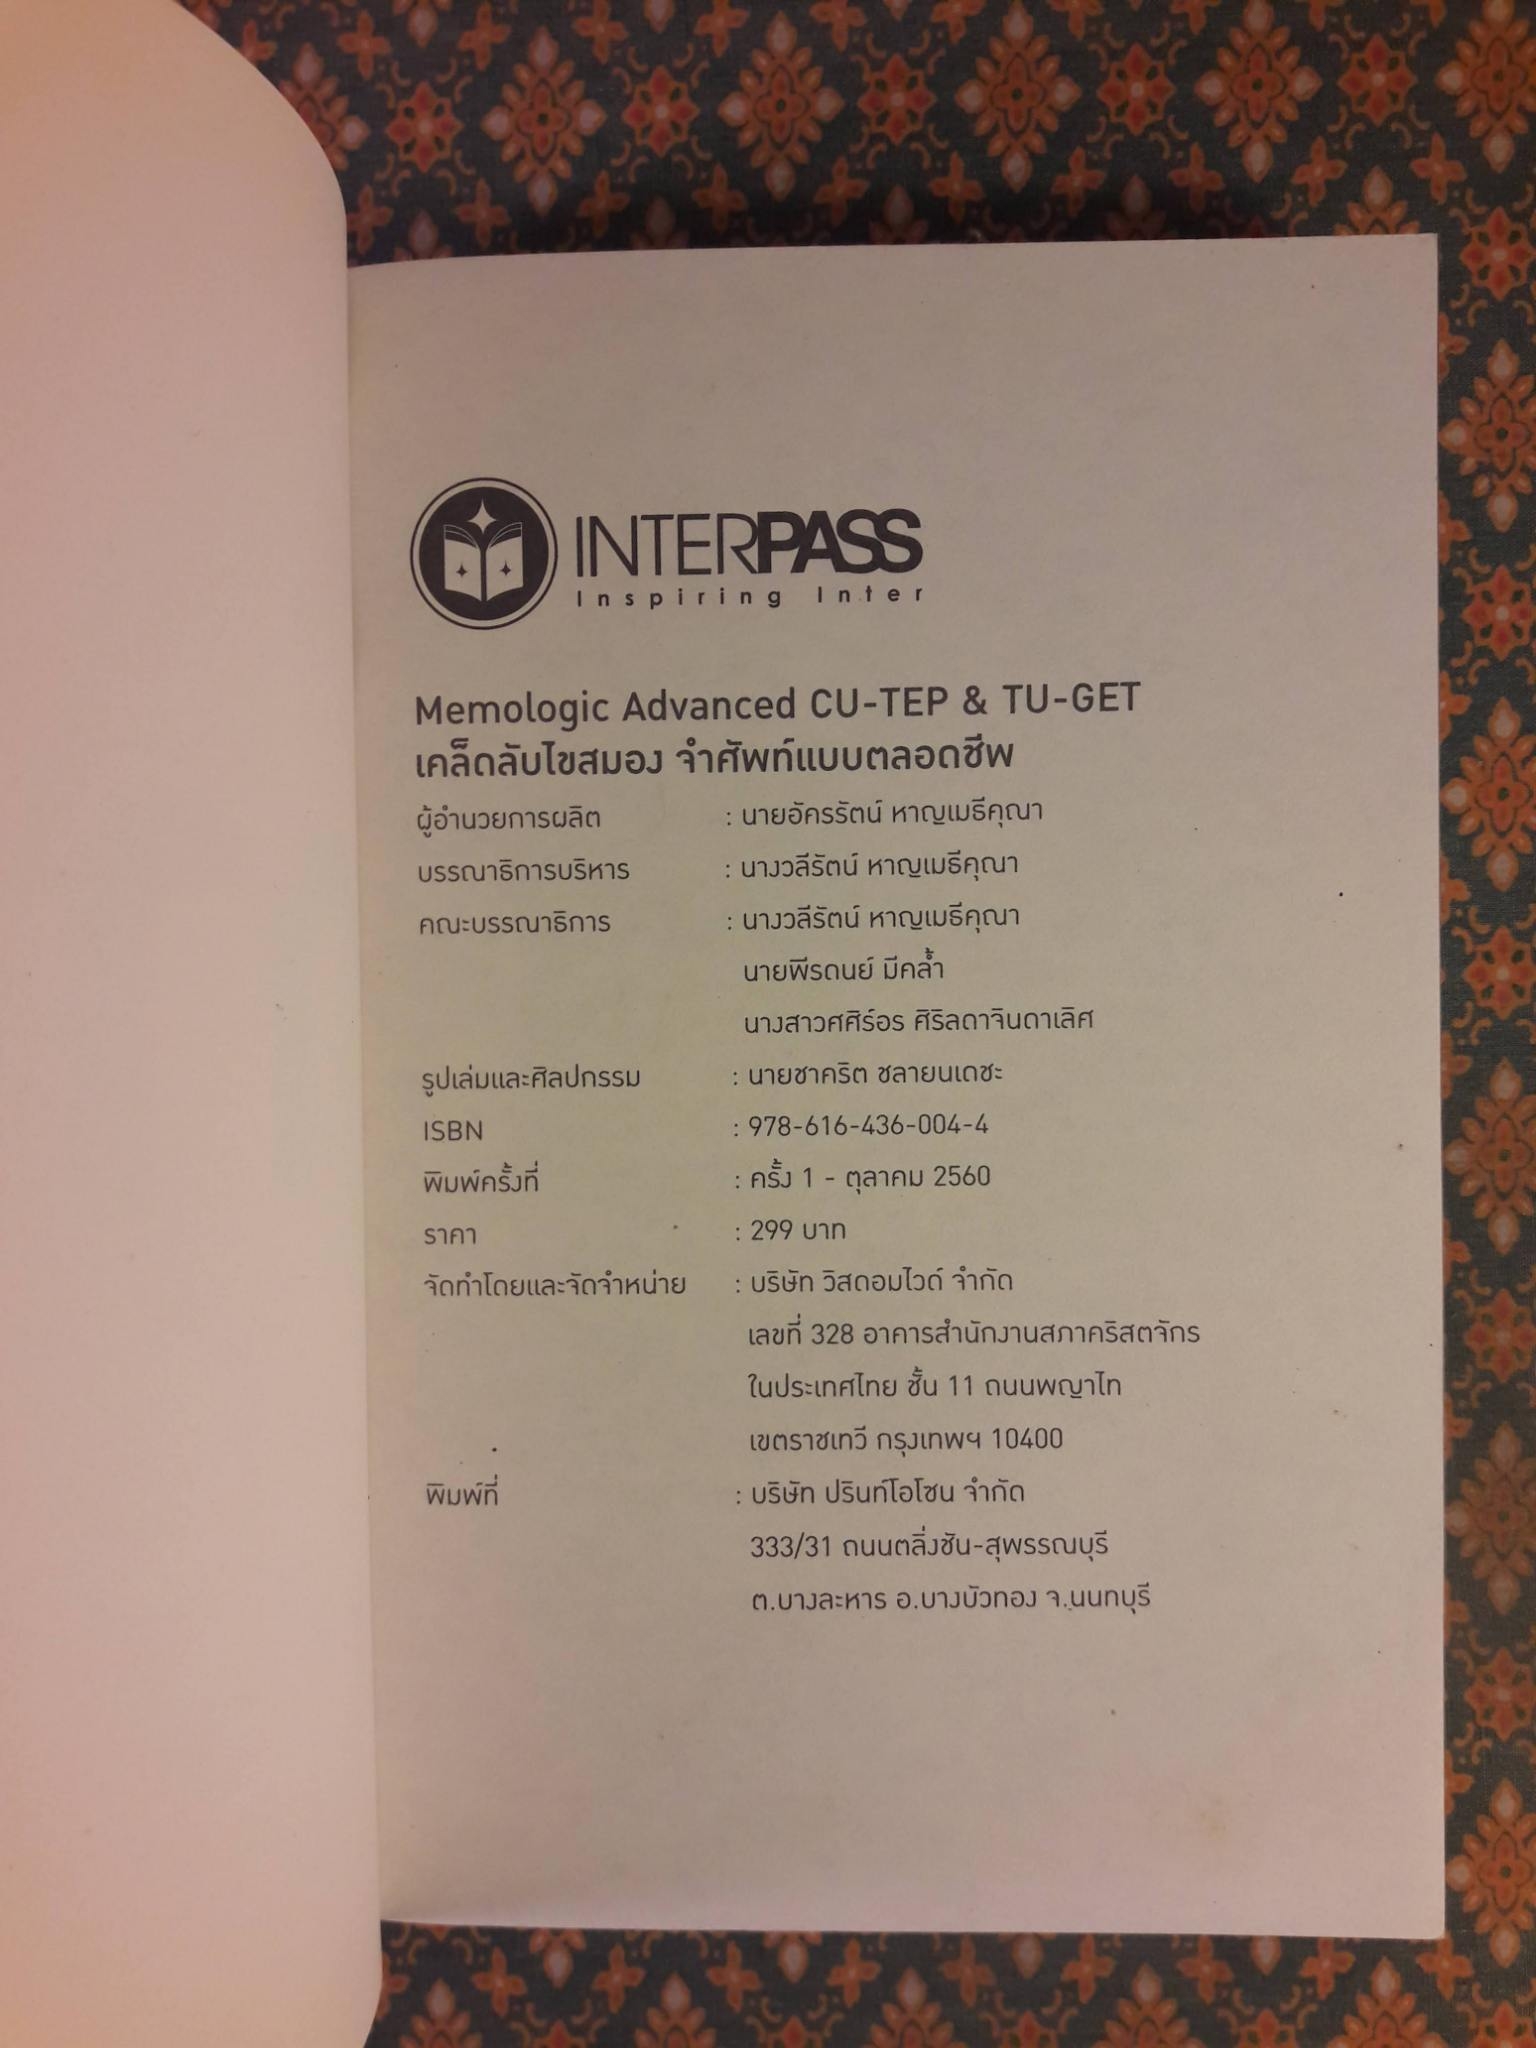 INTERPASS
Inspiring Inter
Memologic Advanced CU-TEP & TU-GET
เคล็ดลับไขสมอง จำศัพท์แบบตลอดชีพ
ผู้อำนวยการผลิต : นายอัครรัตน์ หาญเมธีคุณา
บรรณาธิการบริหาร : นางวลีรัตน์ หาญเมธีคุณา
คณะบรรณาธิการ : นางวลีรัตน์ หาญเมธีคุณา
นายพีรดนย์ มีคล้ำ
นางสาวศศิร์อร ศิริลดาจินดาเลิศ
รูปเล่มและศิลปกรรม : นายชาคริต ชลายนเดชะ
ISBN : 978-616-436-004-4
พิมพ์ครั้งที่ : ครั้ง 1 - ตุลาคม 2560
ราคา : 299 บาท
จัดทำโดยและจัดจำหน่าย : บริษัท วิสดอมไวด์ จำกัด
เลขที่ 328 อาคารสำนักงานสภาคริสตจักร
ในประเทศไทย ชั้น 11 ถนนพญาไท
เขตราชเทวี กรุงเทพฯ 10400
พิมพ์ที่ : บริษัท ปรินท์โอโซน จำกัด
333/31 ถนนตลิ่งชัน-สุพรรณบุรี
ต.บางละหาร อ.บางบัวทอง จ.นนทบุรี